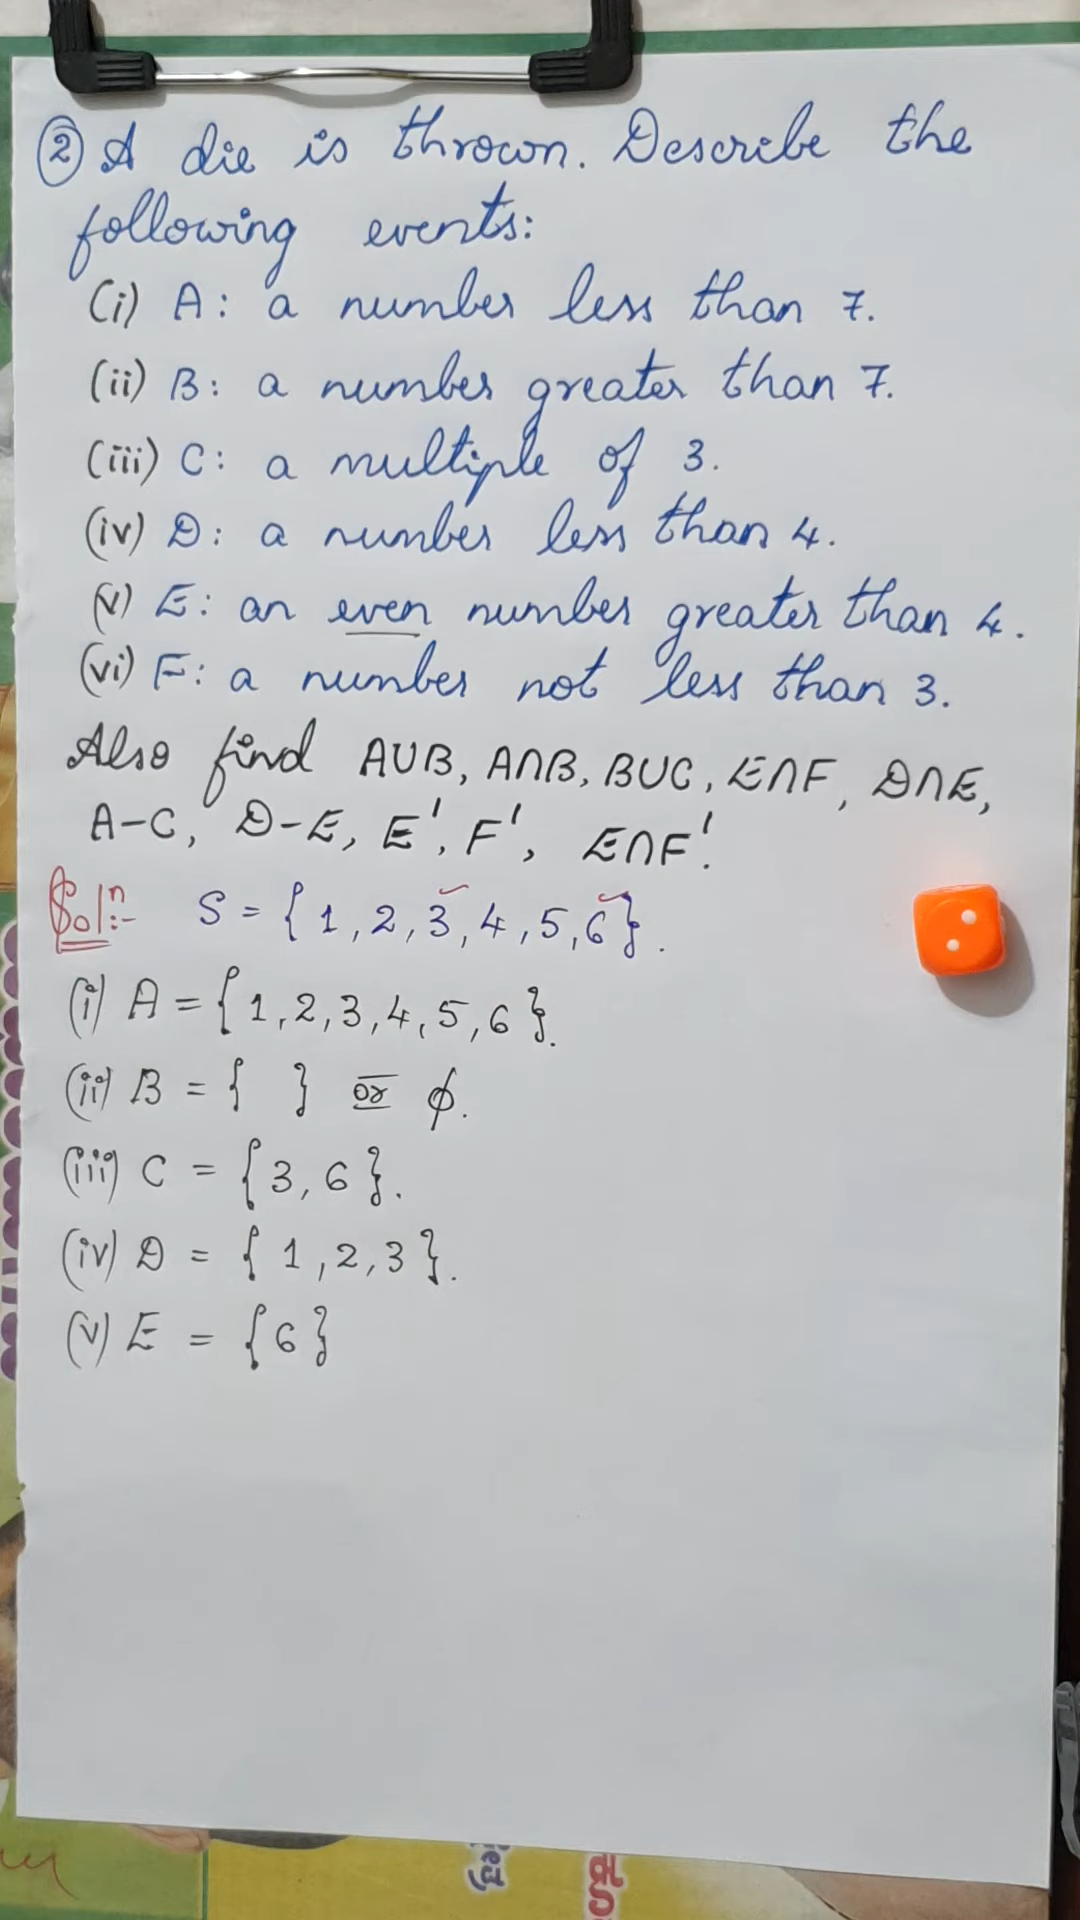 ② A die is thrown. Describe the
following events:
(i) A: a number less than 7.
(ii) B: a number greater than 7.
(iii) C: a multiple of 3.
(iv) D: a number less than 4.
(v) E: an even number greater than 4.
(vi) F: a number not less than 3.
Also find A∪B, A∩B, B∪C, E∩F, D∩E,
A-C, D-E, E', F', E∩F'.
Solⁿ:- S = {1,2,3,4,5,6}.
(i) A = {1,2,3,4,5,6}.
(ii) B = { } or ϕ.
(iii) C = {3,6}.
(iv) D = {1,2,3}.
(v) E = {6}